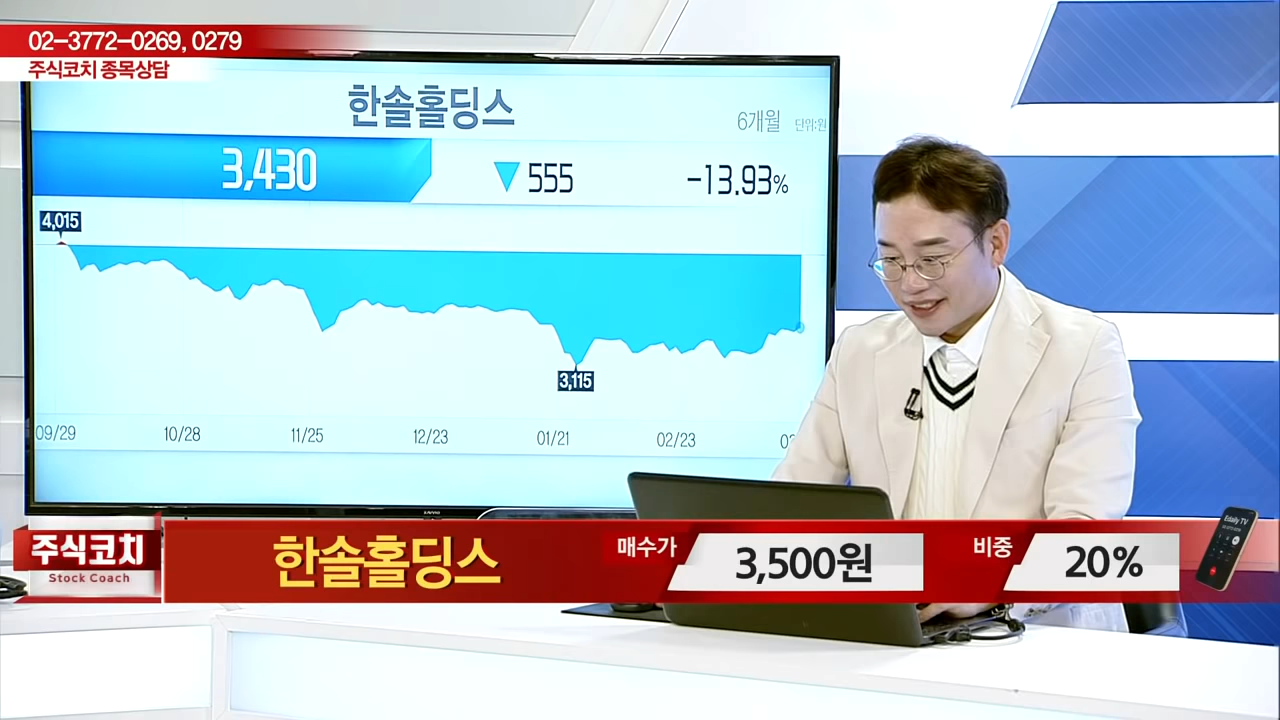 02-3772-0269, 0279
주식코치 종목상담
한솔홀딩스
6개월 단위:원
3,430 ▼555 -13.93%
4,015
3,115
09/29 10/28 11/25 12/23 01/21 02/23
주식코치
Stock Coach
한솔홀딩스
매수가 3,500원
비중 20%
Edaily TV